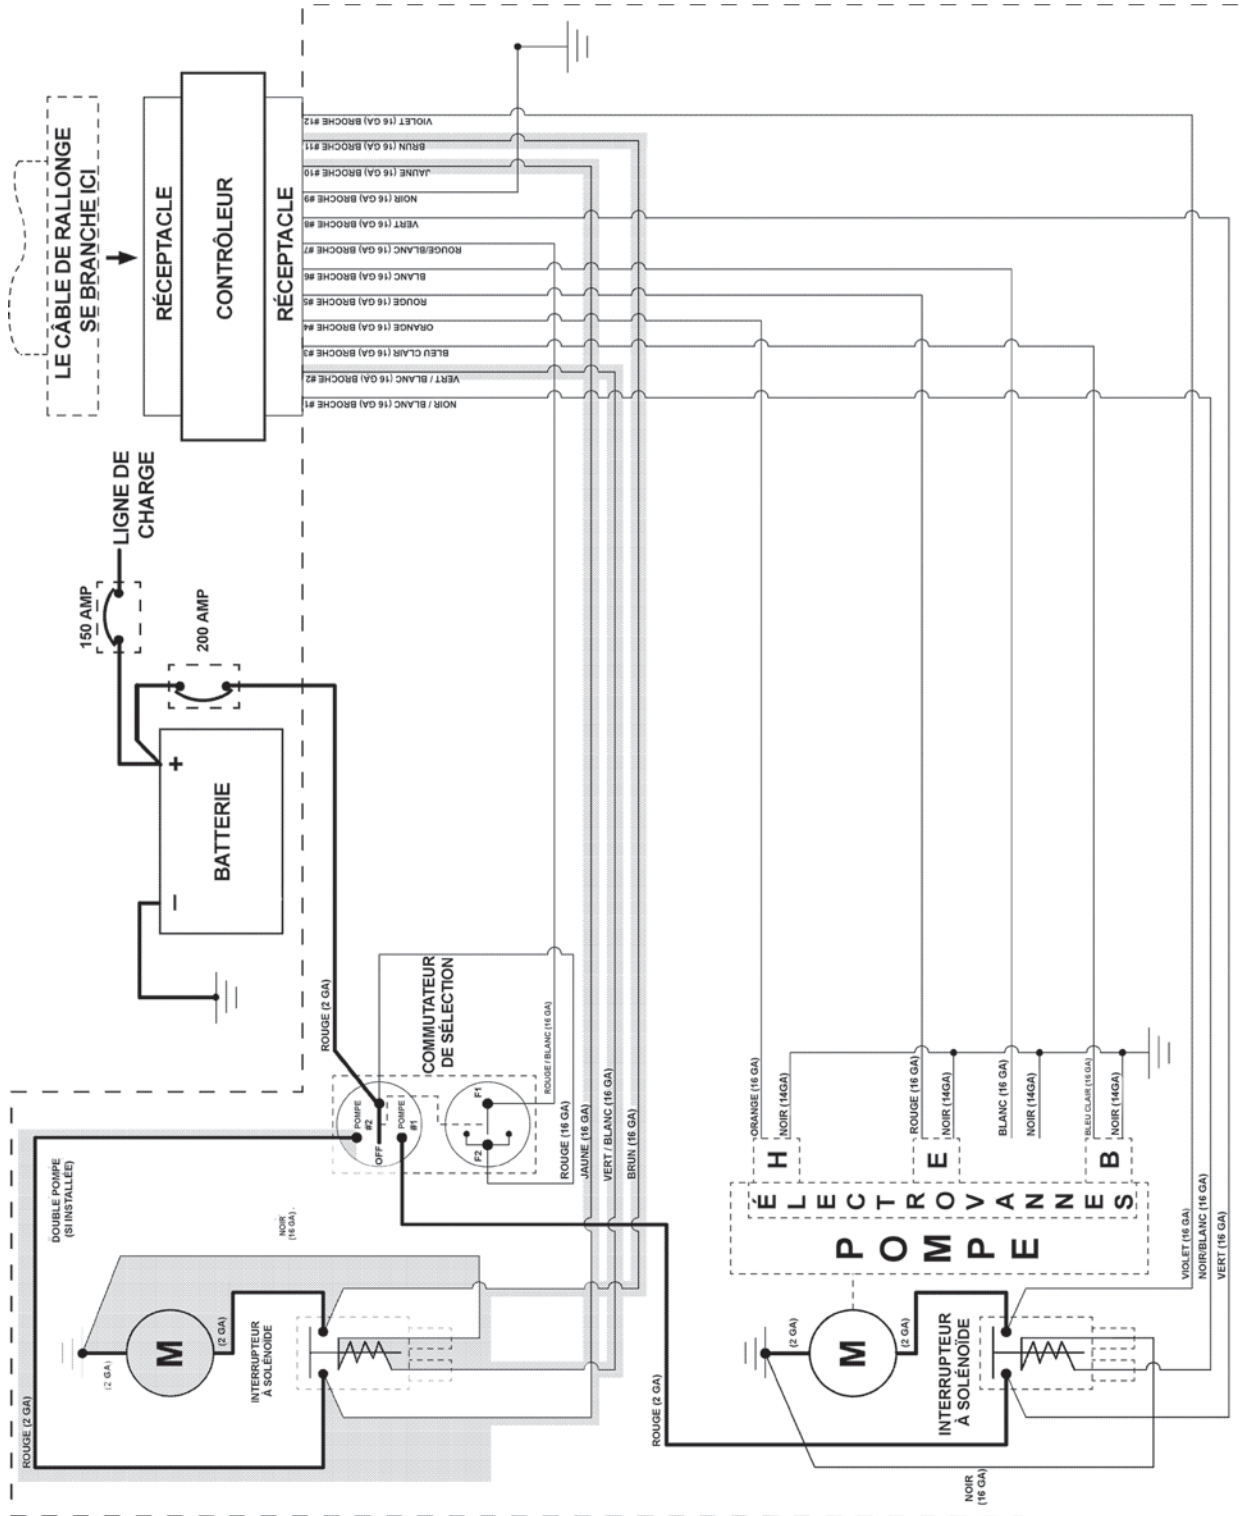 LE CÂBLE DE RALLONGE
SE BRANCHE ICI
RÉCEPTACLE
CONTRÔLEUR
RÉCEPTACLE
VIOLET (16 GA) BROCHE #12
BRUN (16 GA) BROCHE #11
JAUNE (16 GA) BROCHE #10
NOIR (16 GA) BROCHE #9
VERT (16 GA) BROCHE #8
ROUGE/BLANC (16 GA) BROCHE #7
BLANC (16 GA) BROCHE #6
ROUGE (16 GA) BROCHE #5
ORANGE (16 GA) BROCHE #4
BLEU CLAIR (16 GA) BROCHE #3
VERT / BLANC (16 GA) BROCHE #2
NOIR / BLANC (16 GA) BROCHE #1
LIGNE DE
CHARGE
150 AMP
200 AMP
BATTERIE
+
−
ROUGE (2 GA)
COMMUTATEUR
DE SÉLECTION
POMPE
#2
OFF
POMPE
#1
F1
F2
ROUGE / BLANC (16 GA)
ROUGE (16 GA)
JAUNE (16 GA)
VERT / BLANC (16 GA)
BRUN (16 GA)
DOUBLE POMPE
(SI INSTALLÉE)
NOIR
(16 GA).
(2 GA)
M
(2 GA)
INTERRUPTEUR
À SOLÉNOÏDE
ROUGE (2 GA)
ROUGE (2 GA)
ORANGE (16 GA)
NOIR (14GA)
ROUGE (16 GA)
NOIR (14GA)
BLANC (16 GA)
NOIR (14GA)
BLEU CLAIR (16 GA)
NOIR (14GA)
H
E
B
ÉLECTROVANNES
POMPE
VIOLET (16 GA)
NOIR/BLANC (16 GA)
VERT (16 GA)
(2 GA)
M
(2 GA)
INTERRUPTEUR
À SOLÉNOÏDE
NOIR
(16 GA)